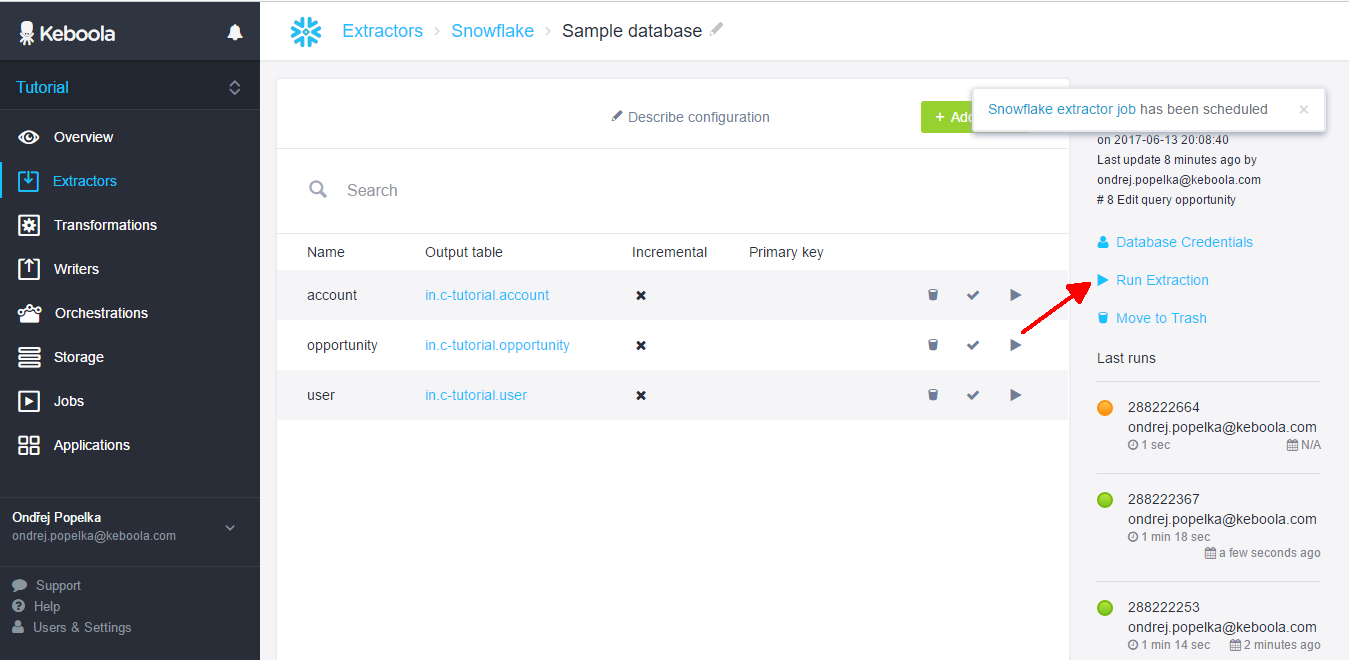 Keboola
Tutorial
Overview
Extractors
Transformations
Writers
Orchestrations
Storage
Jobs
Applications
Ondřej Popelka
ondrej.popelka@keboola.com
Support
Help
Users & Settings
Extractors › Snowflake › Sample database
Describe configuration
+ Add
Snowflake extractor job has been scheduled ×
Search
Name Output table Incremental Primary key
account in.c-tutorial.account
opportunity in.c-tutorial.opportunity
user in.c-tutorial.user
on 2017-06-13 20:08:40
Last update 8 minutes ago by
ondrej.popelka@keboola.com
# 8 Edit query opportunity
Database Credentials
Run Extraction
Move to Trash
Last runs
288222664
ondrej.popelka@keboola.com
1 sec N/A
288222367
ondrej.popelka@keboola.com
1 min 18 sec
a few seconds ago
288222253
ondrej.popelka@keboola.com
1 min 14 sec 2 minutes ago